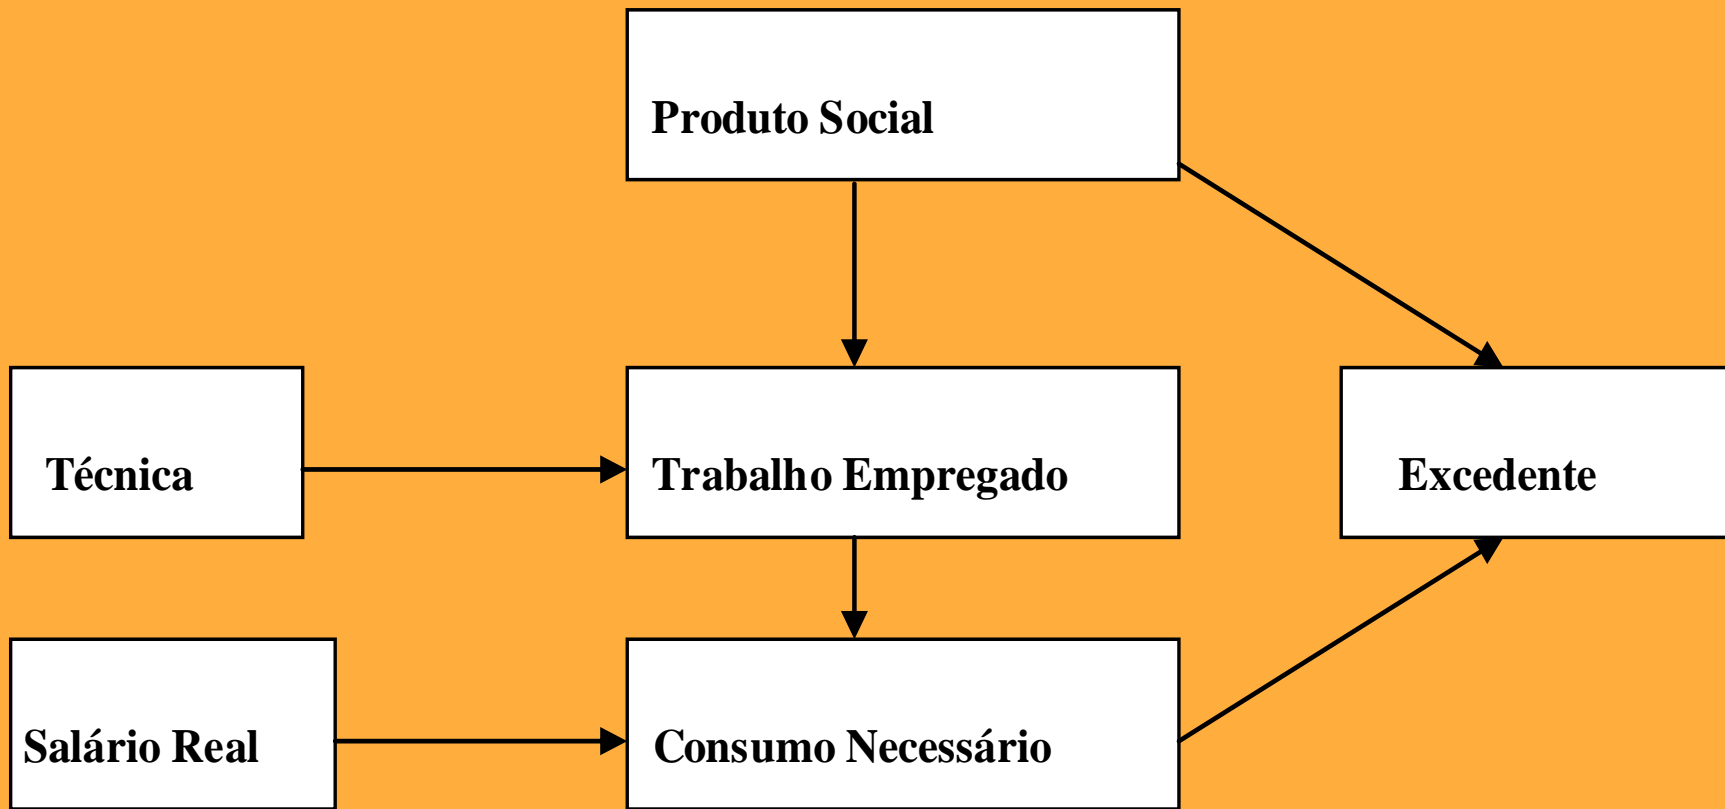 Produto Social
Técnica
Trabalho Empregado
Excedente
Salário Real
Consumo Necessário